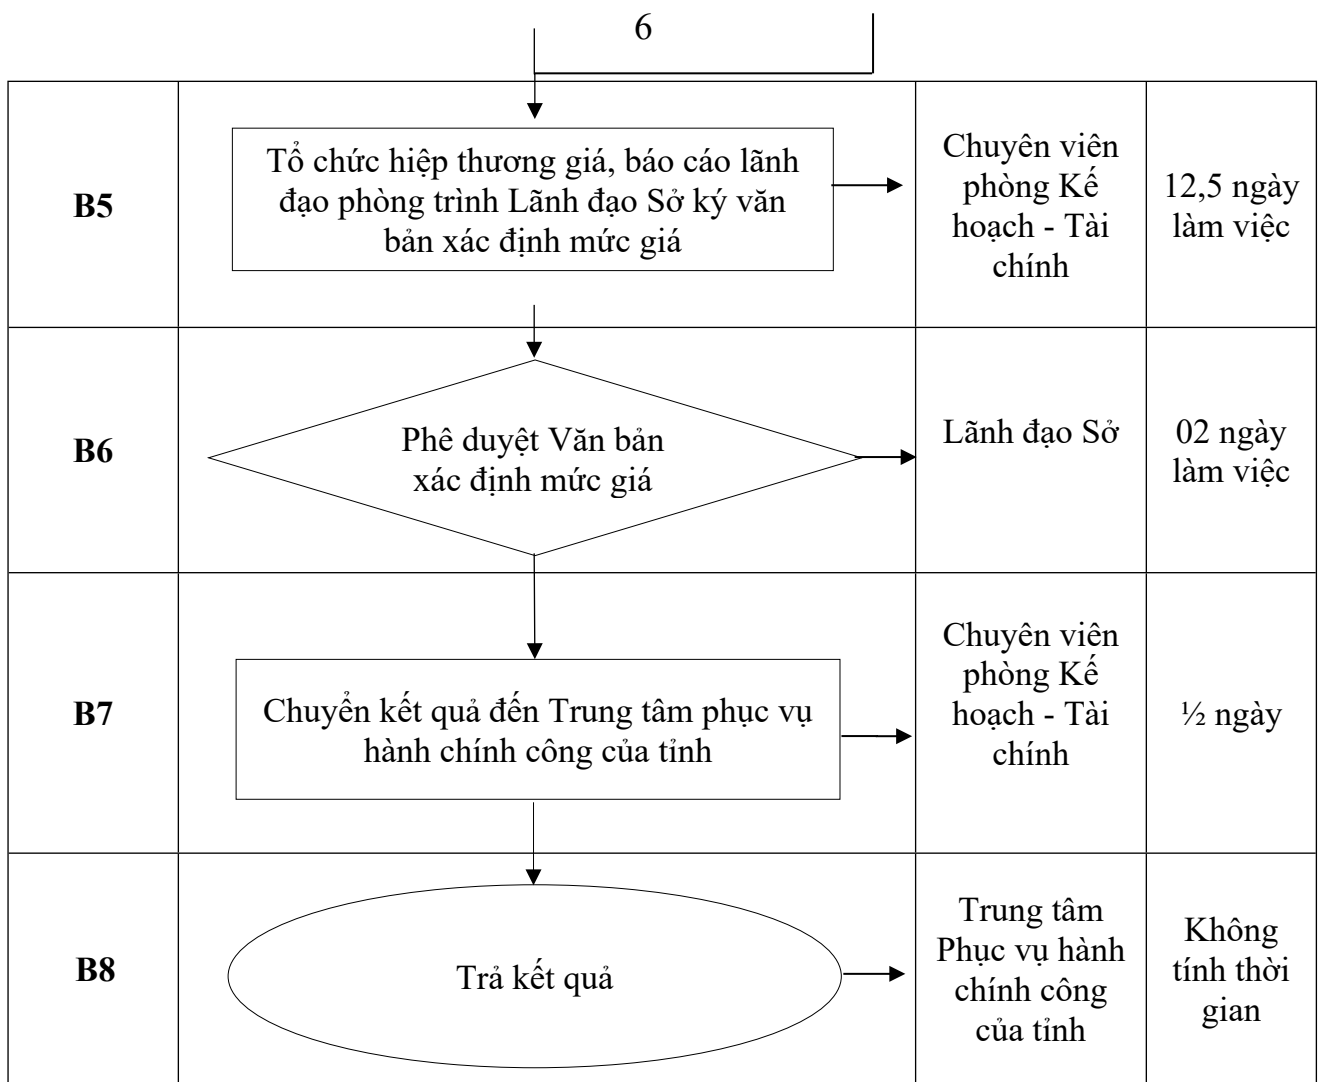 6
B5
Tổ chức hiệp thương giá, báo cáo lãnh
đạo phòng trình Lãnh đạo Sở ký văn
bản xác định mức giá
Chuyên viên
phòng Kế
hoạch - Tài
chính
12,5 ngày
làm việc
B6
Phê duyệt Văn bản
xác định mức giá
Lãnh đạo Sở
02 ngày
làm việc
B7
Chuyển kết quả đến Trung tâm phục vụ
hành chính công của tỉnh
Chuyên viên
phòng Kế
hoạch - Tài
chính
½ ngày
B8
Trả kết quả
Trung tâm
Phục vụ hành
chính công
của tỉnh
Không
tính thời
gian